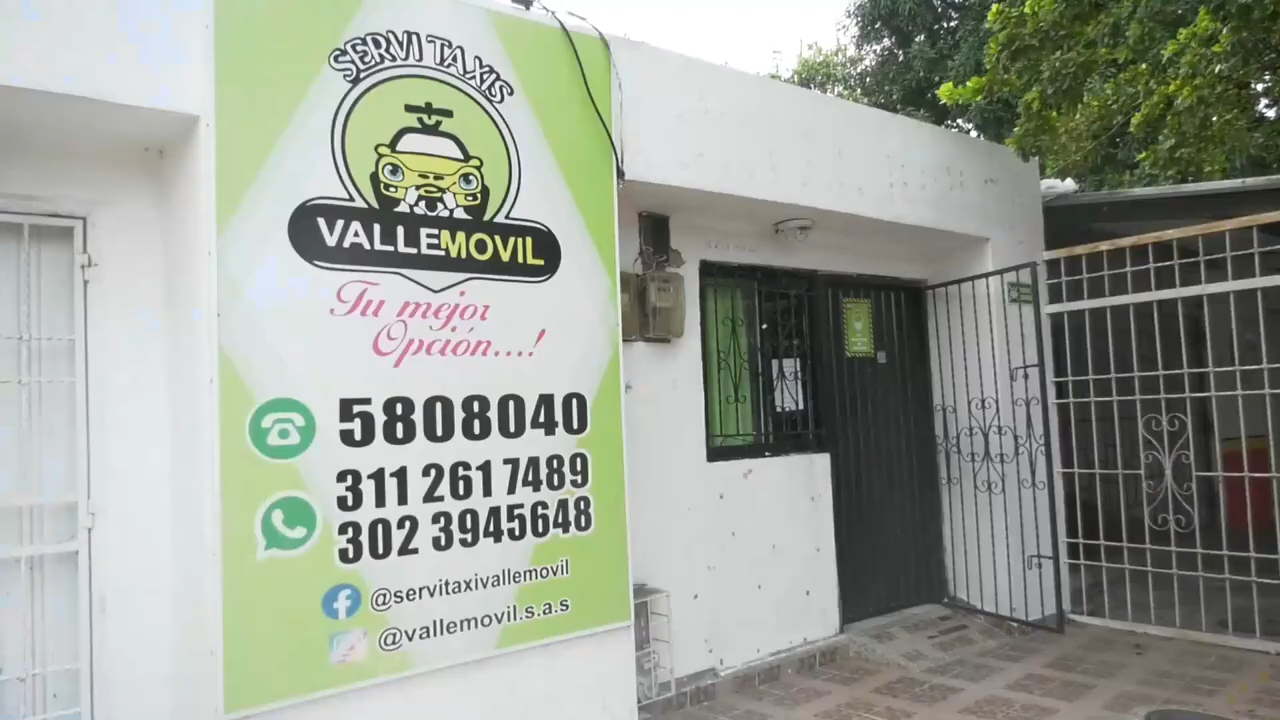 SERVI TAXIS
VALLEMOVIL
Tu mejor
Opción...!
5808040
311 261 7489
302 3945648
@servitaxivallemovil
@vallemovil.s.a.s